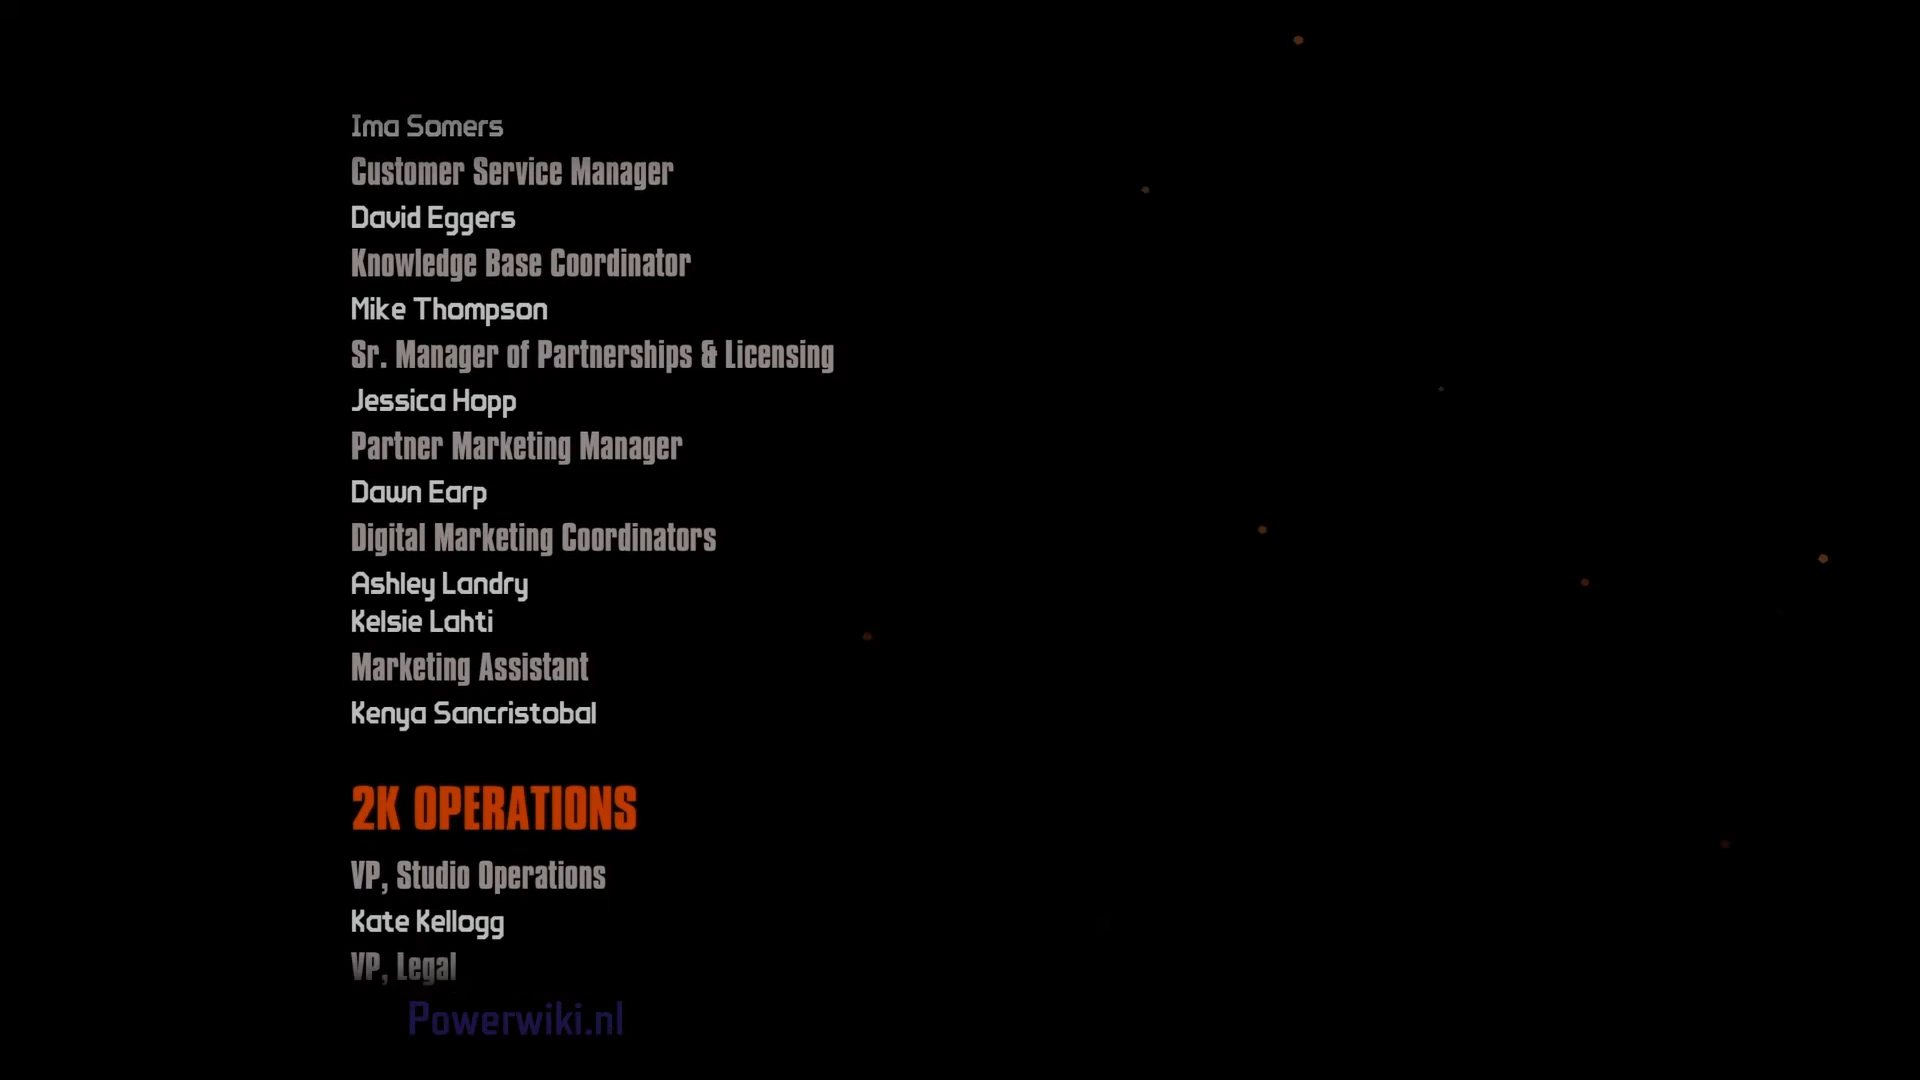 Ima Somers
Customer Service Manager
David Eggers
Knowledge Base Coordinator
Mike Thompson
Sr. Manager of Partnerships & Licensing
Jessica Hopp
Partner Marketing Manager
Dawn Earp
Digital Marketing Coordinators
Ashley Landry
Kelsie Lahti
Marketing Assistant
Kenya Sancristobal
2K OPERATIONS
VP, Studio Operations
Kate Kellogg
VP, Legal
Powerwiki.nl